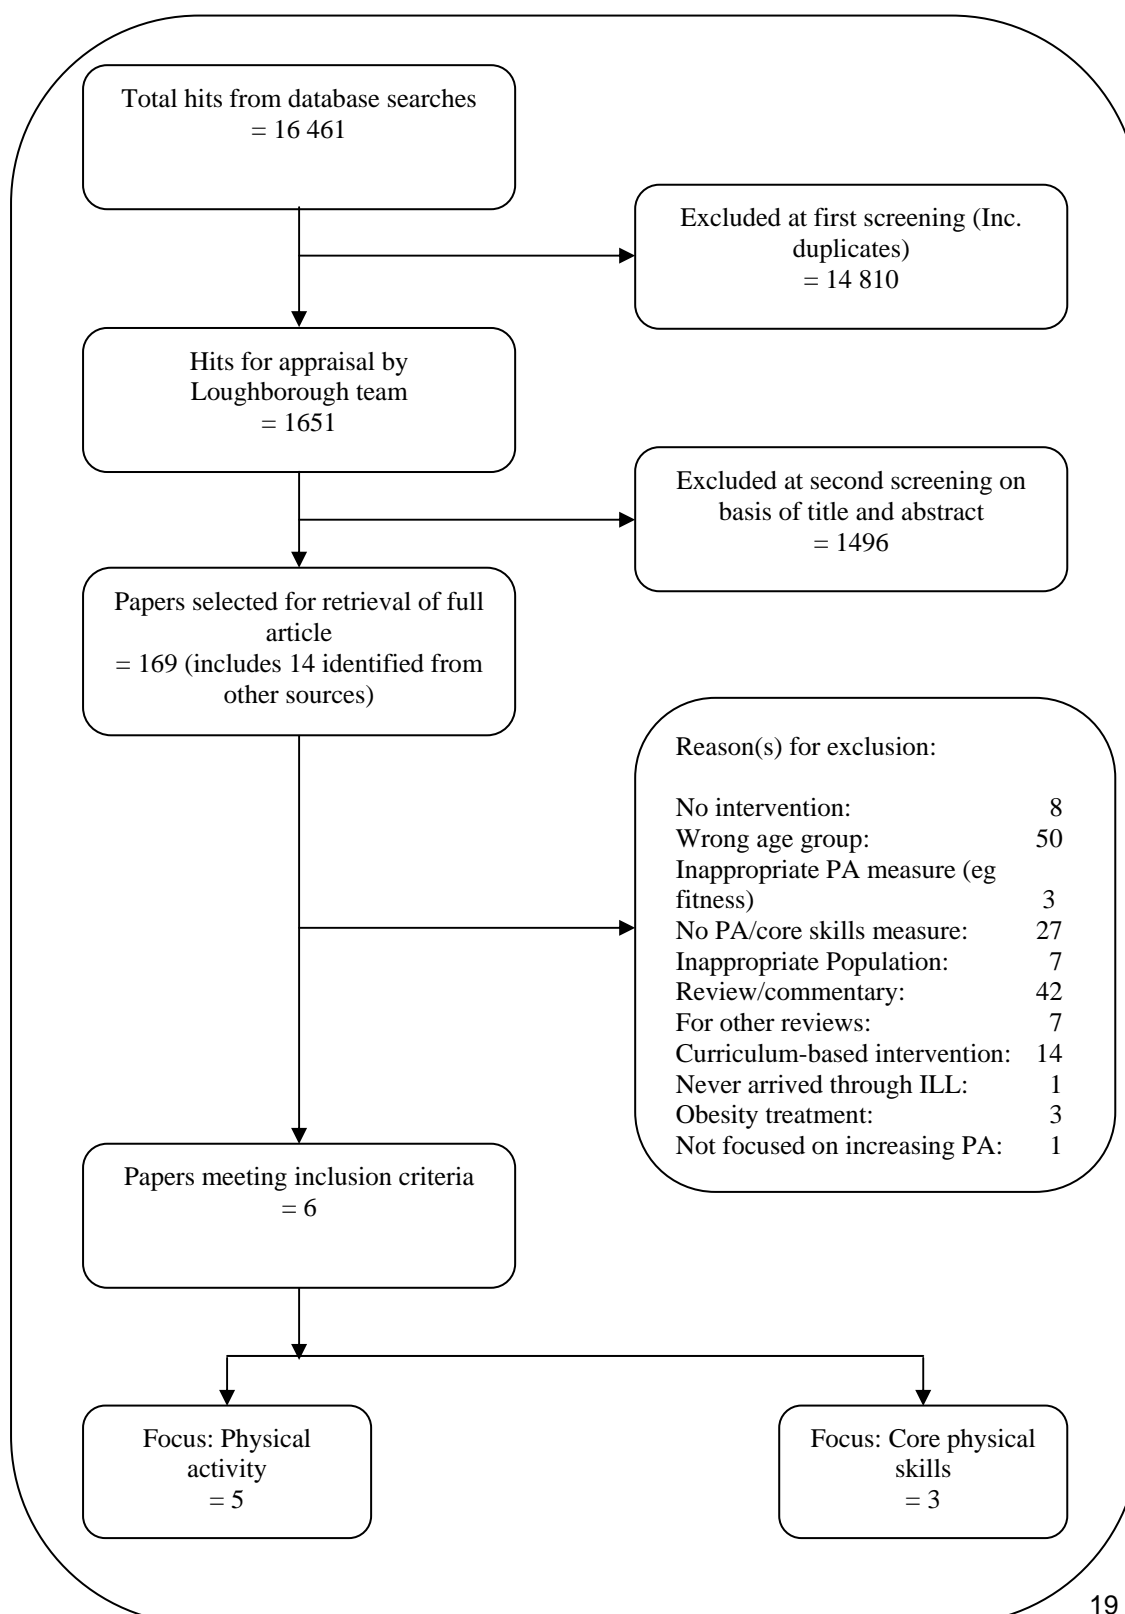 Total hits from database searches
= 16 461
Excluded at first screening (Inc.
duplicates)
= 14 810
Hits for appraisal by
Loughborough team
= 1651
Excluded at second screening on
basis of title and abstract
= 1496
Papers selected for retrieval of full
article
= 169 (includes 14 identified from
other sources)
Reason(s) for exclusion:
No intervention: 8
Wrong age group: 50
Inappropriate PA measure (eg
fitness) 3
No PA/core skills measure: 27
Inappropriate Population: 7
Review/commentary: 42
For other reviews: 7
Curriculum-based intervention: 14
Never arrived through ILL: 1
Obesity treatment: 3
Not focused on increasing PA: 1
Papers meeting inclusion criteria
= 6
Focus: Physical
activity
= 5
Focus: Core physical
skills
= 3
19